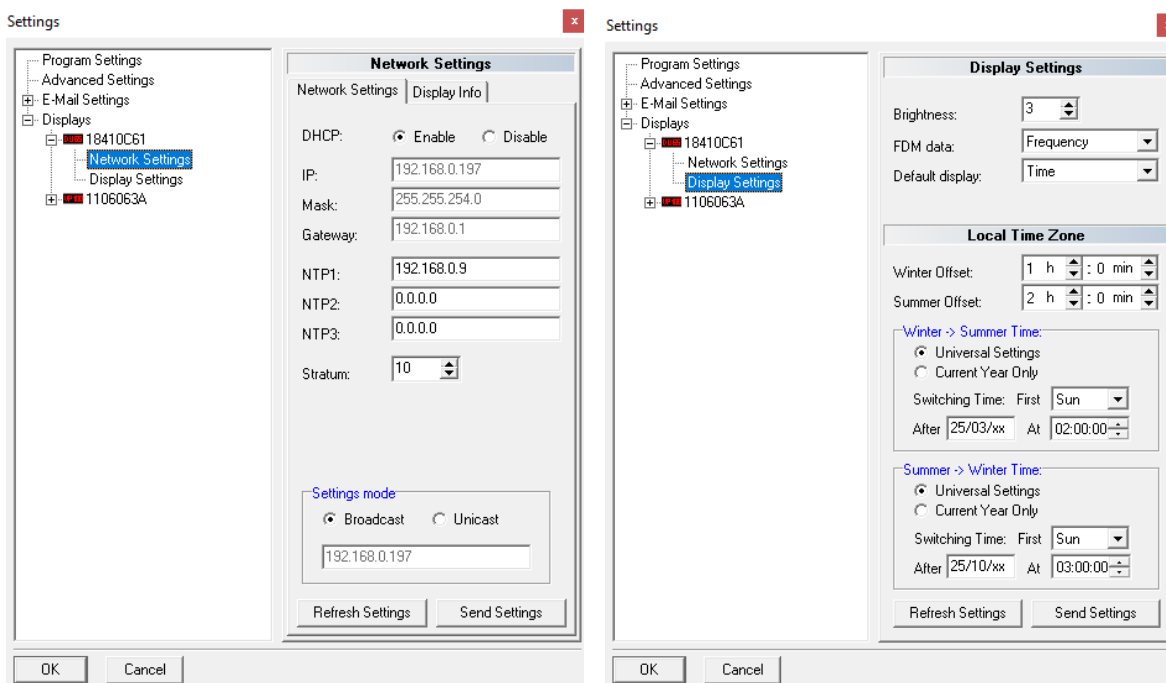 Settings
x
Program Settings
Advanced Settings
E-Mail Settings
Displays
18410C61
Network Settings
Display Settings
1106063A
Network Settings
Network Settings Display Info
DHCP: Enable Disable
IP: 192.168.0.197
Mask: 255.255.254.0
Gateway: 192.168.0.1
NTP1: 192.168.0.9
NTP2: 0.0.0.0
NTP3: 0.0.0.0
Stratum: 10
Settings mode
Broadcast Unicast
192.168.0.197
Refresh Settings Send Settings
OK Cancel
Settings
Program Settings
Advanced Settings
E-Mail Settings
Displays
18410C61
Network Settings
Display Settings
1106063A
Display Settings
Brightness: 3
FDM data: Frequency
Default display: Time
Local Time Zone
Winter Offset: 1 h : 0 min
Summer Offset: 2 h : 0 min
Winter -> Summer Time:
Universal Settings
Current Year Only
Switching Time: First Sun
After 25/03/xx At 02:00:00
Summer -> Winter Time:
Universal Settings
Current Year Only
Switching Time: First Sun
After 25/10/xx At 03:00:00
Refresh Settings Send Settings
OK Cancel